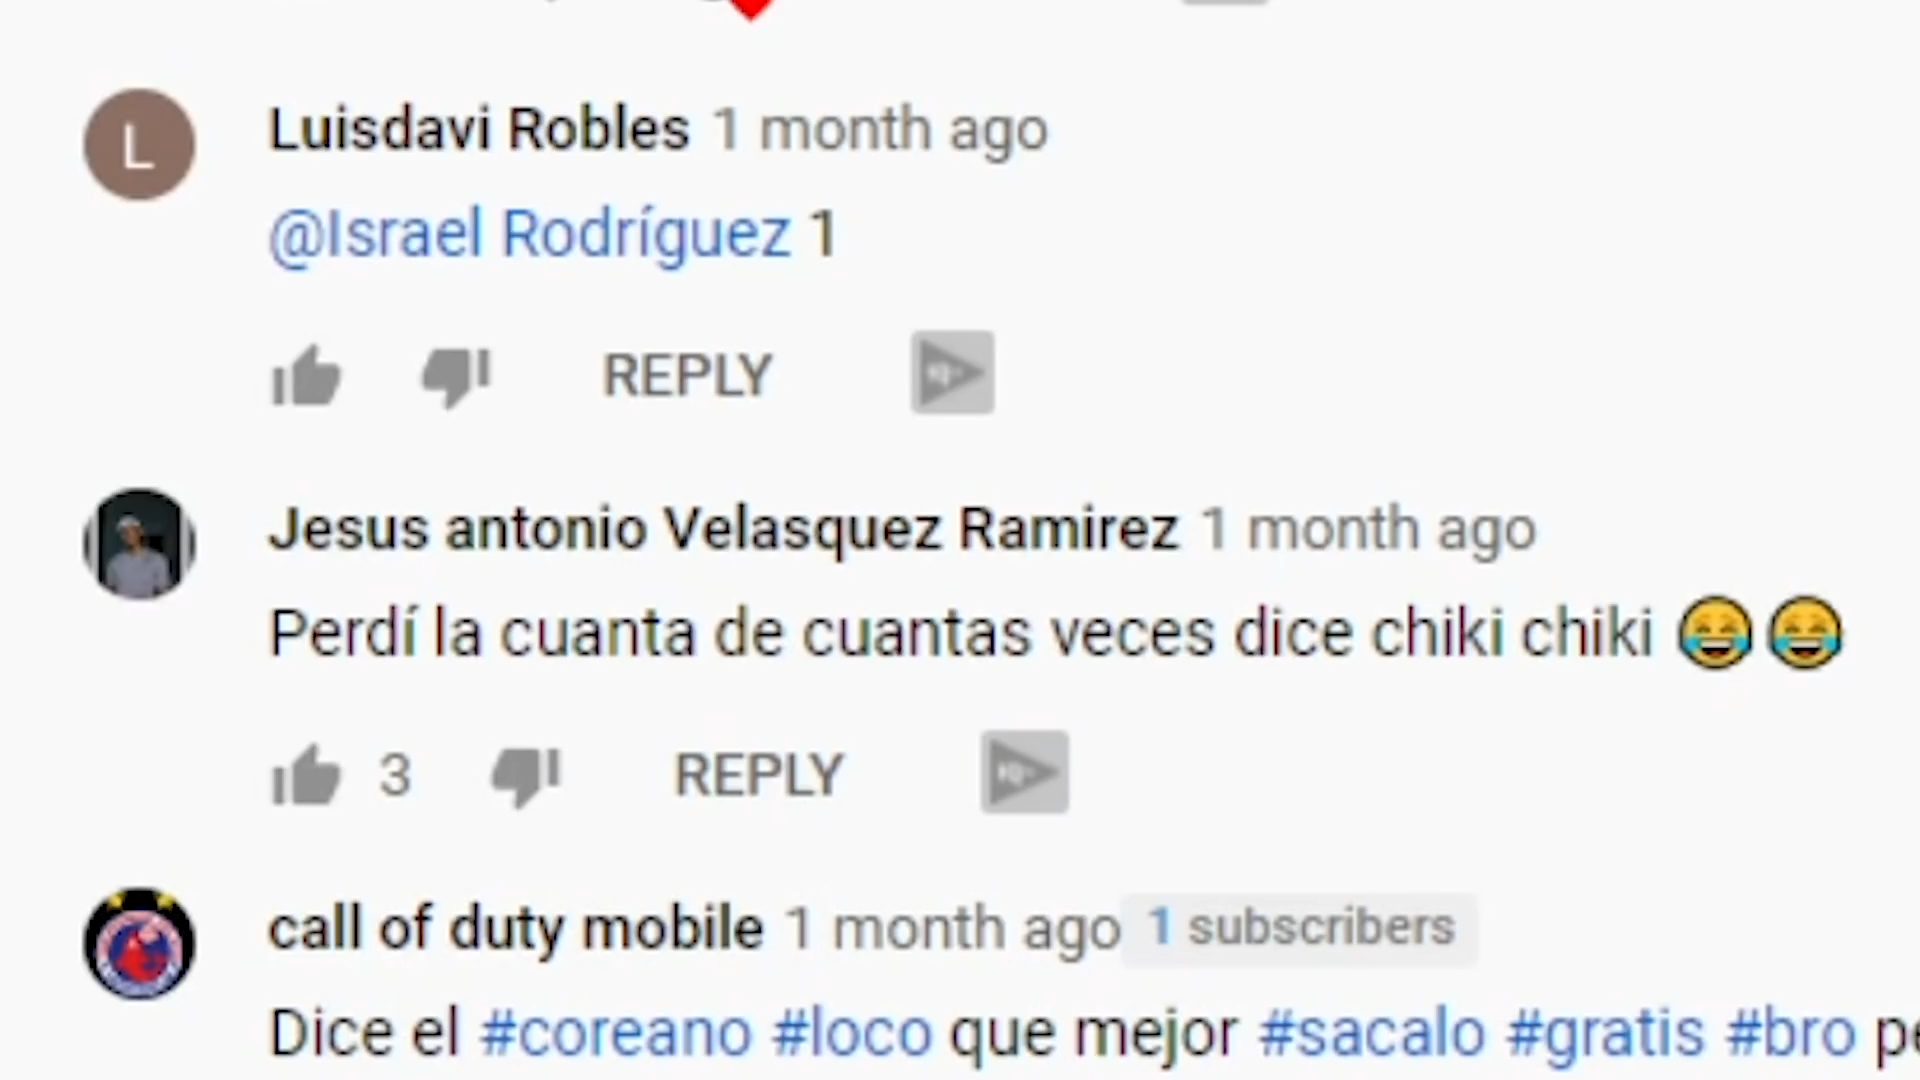 L
Luisdavi Robles 1 month ago
@Israel Rodríguez 1
REPLY
Jesus antonio Velasquez Ramirez 1 month ago
Perdí la cuanta de cuantas veces dice chiki chiki 😂😂
3 REPLY
call of duty mobile 1 month ago 1 subscribers
Dice el #coreano #loco que mejor #sacalo #gratis #bro